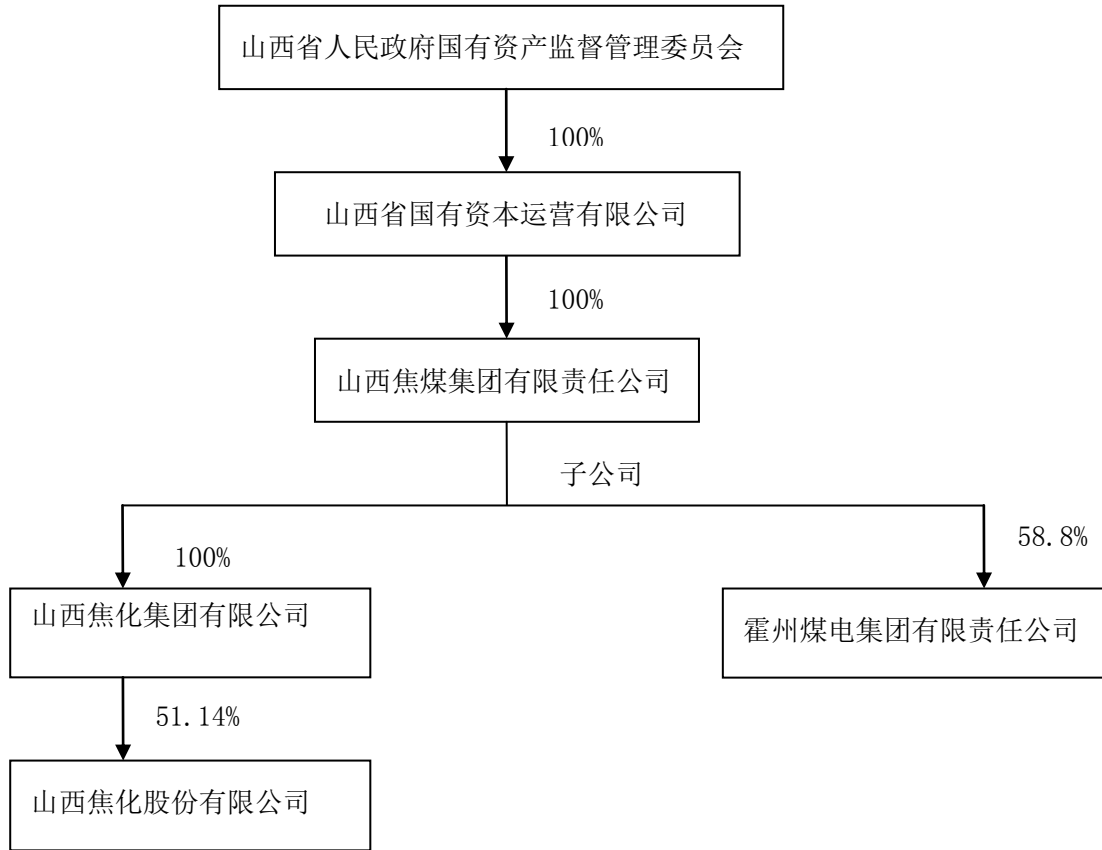 山西省人民政府国有资产监督管理委员会
100%
山西省国有资本运营有限公司
100%
山西焦煤集团有限责任公司
子公司
58.8%
100%
山西焦化集团有限公司
霍州煤电集团有限责任公司
51.14%
山西焦化股份有限公司